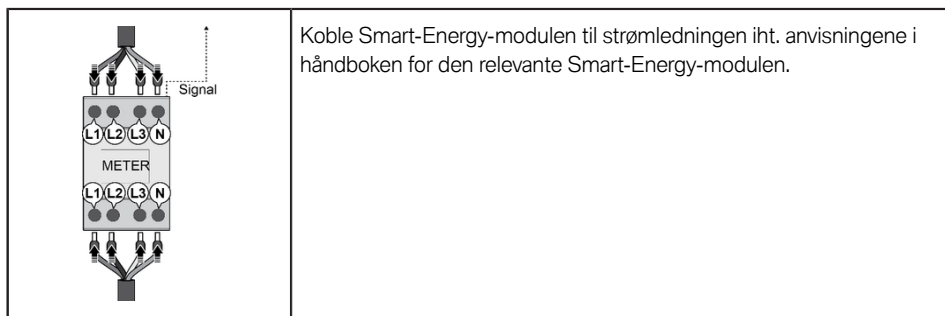 Koble Smart-Energy-modulen til strømledningen iht. anvisningene i
håndboken for den relevante Smart-Energy-modulen.
Signal
L1 L2 L3 N
METER
L1 L2 L3 N